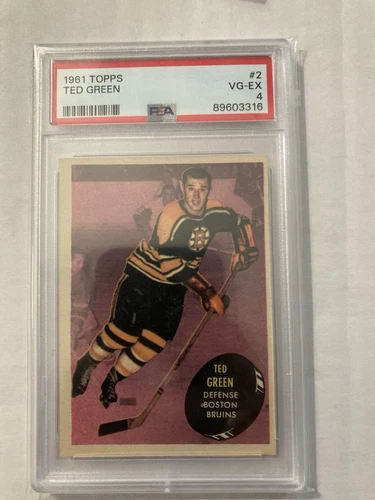 1961 TOPPS #2
TED GREEN VG-EX
4
PSA 89603316
B
TED
GREEN
DEFENSE
BOSTON
BRUINS